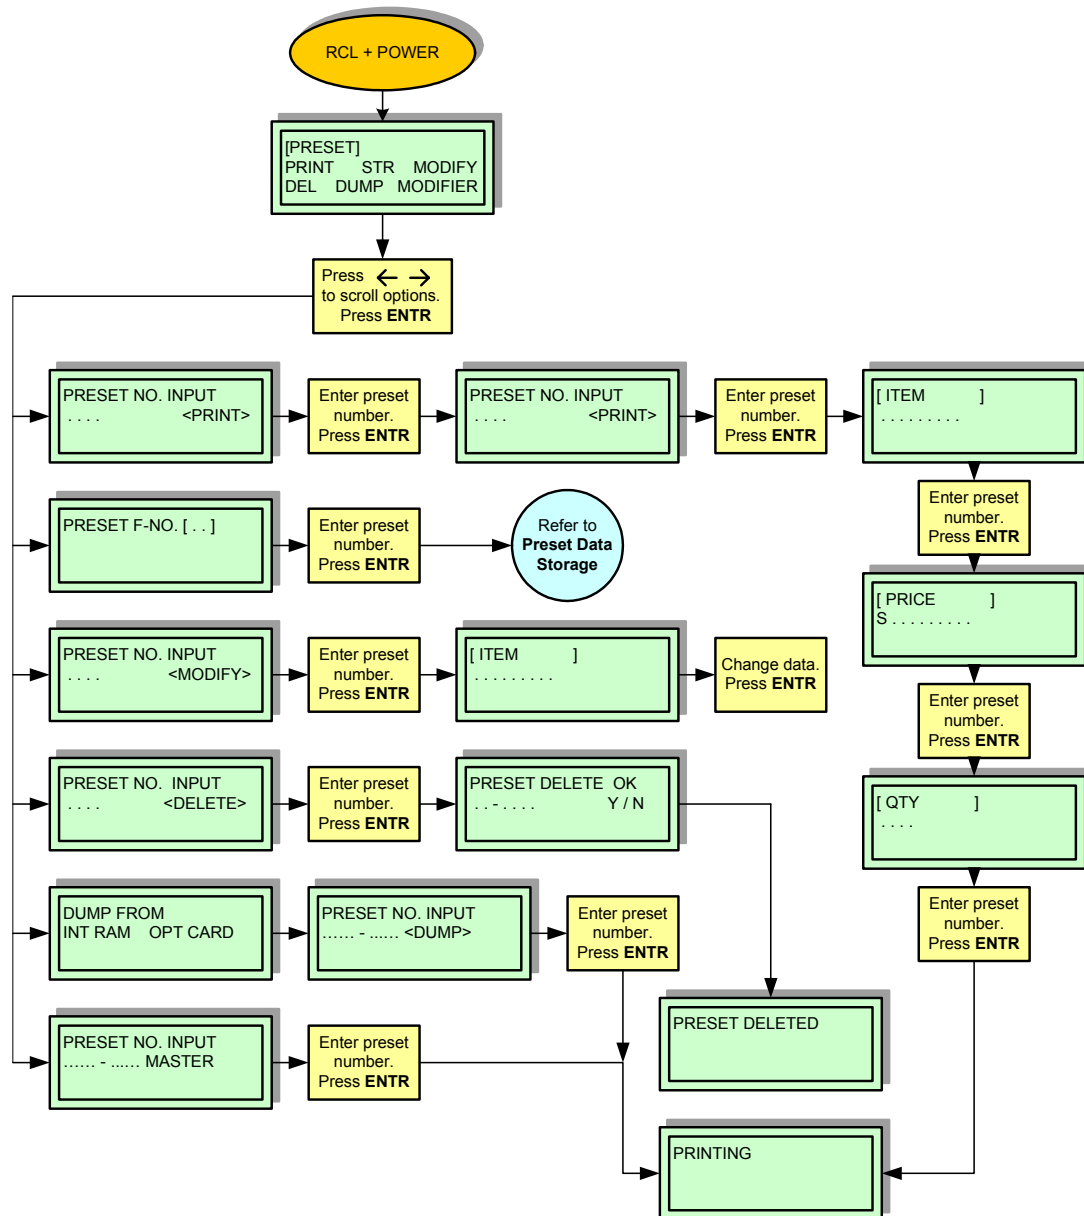 RCL + POWER
[PRESET]
PRINT STR MODIFY
DEL DUMP MODIFIER
Press ← →
to scroll options.
Press ENTR
PRESET NO. INPUT
. . . . <PRINT>
Enter preset
number.
Press ENTR
PRESET NO. INPUT
. . . . <PRINT>
Enter preset
number.
Press ENTR
[ ITEM ]
. . . . . . . . .
Enter preset
number.
Press ENTR
PRESET F-NO. [ . . ]
Enter preset
number.
Press ENTR
Refer to
Preset Data
Storage
[ PRICE ]
S . . . . . . . . .
PRESET NO. INPUT
. . . . <MODIFY>
Enter preset
number.
Press ENTR
[ ITEM ]
. . . . . . . . .
Change data.
Press ENTR
Enter preset
number.
Press ENTR
PRESET NO. INPUT
. . . . <DELETE>
Enter preset
number.
Press ENTR
PRESET DELETE OK
. . - . . . . Y / N
[ QTY ]
. . . .
DUMP FROM
INT RAM OPT CARD
PRESET NO. INPUT
...... - ...... <DUMP>
Enter preset
number.
Press ENTR
Enter preset
number.
Press ENTR
PRESET NO. INPUT
...... - ...... MASTER
Enter preset
number.
Press ENTR
PRESET DELETED
PRINTING